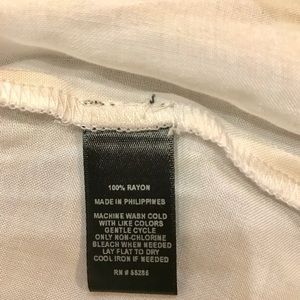 100% RAYON
MADE IN PHILIPPINES
MACHINE WASH COLD
WITH LIKE COLORS
GENTLE CYCLE
ONLY NON-CHLORINE
BLEACH WHEN NEEDED
LAY FLAT TO DRY
COOL IRON IF NEEDED
RN # 55285